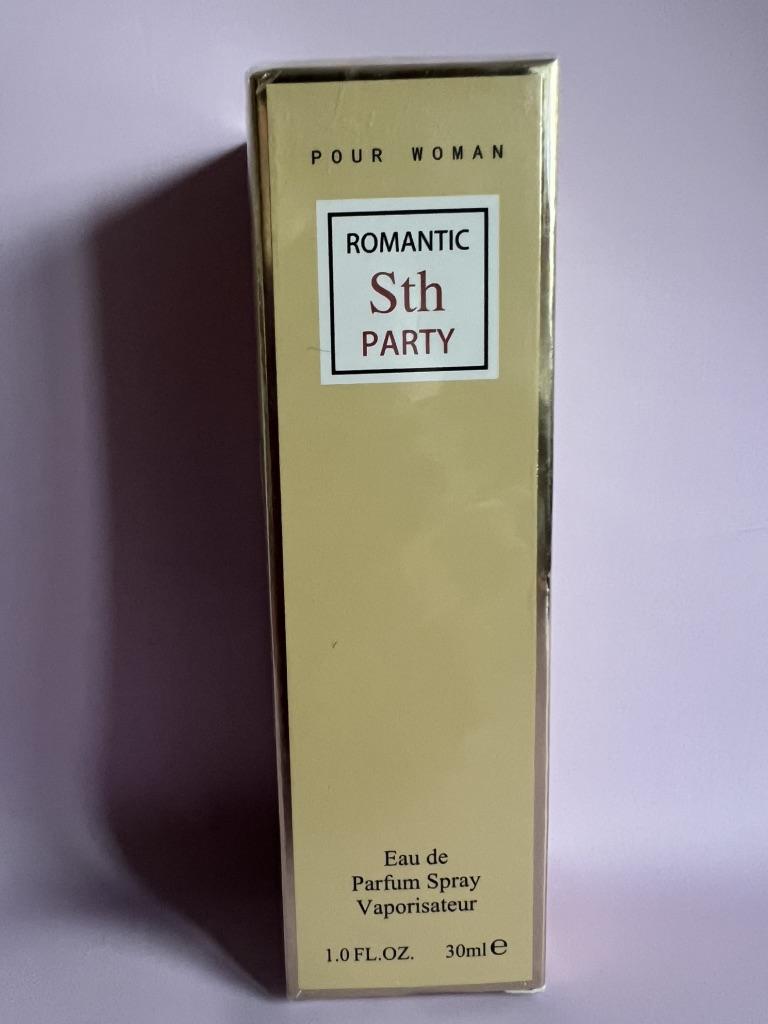 POUR WOMAN
ROMANTIC
Sth
PARTY
Eau de
Parfum Spray
Vaporisateur
1.0 FL.OZ. 30ml ℮